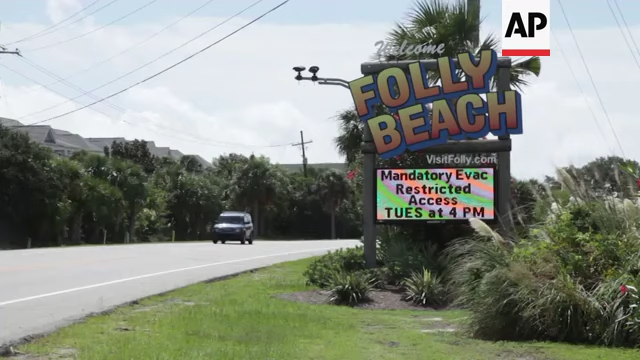 AP
Welcome
FOLLY
BEACH
VisitFolly.com
Mandatory Evac
Restricted
Access
TUES at 4 PM